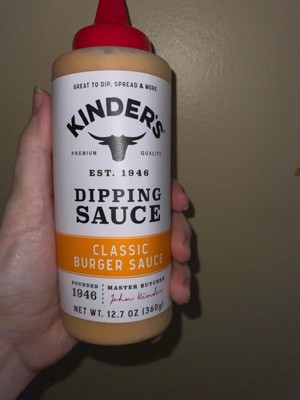 GREAT TO DIP, SPREAD & MORE
KINDER'S
PREMIUM QUALITY
EST. 1946
DIPPING
SAUCE
CLASSIC
BURGER SAUCE
FOUNDED MASTER BUTCHER
1946 John Kinder
NET WT. 12.7 OZ (360g)